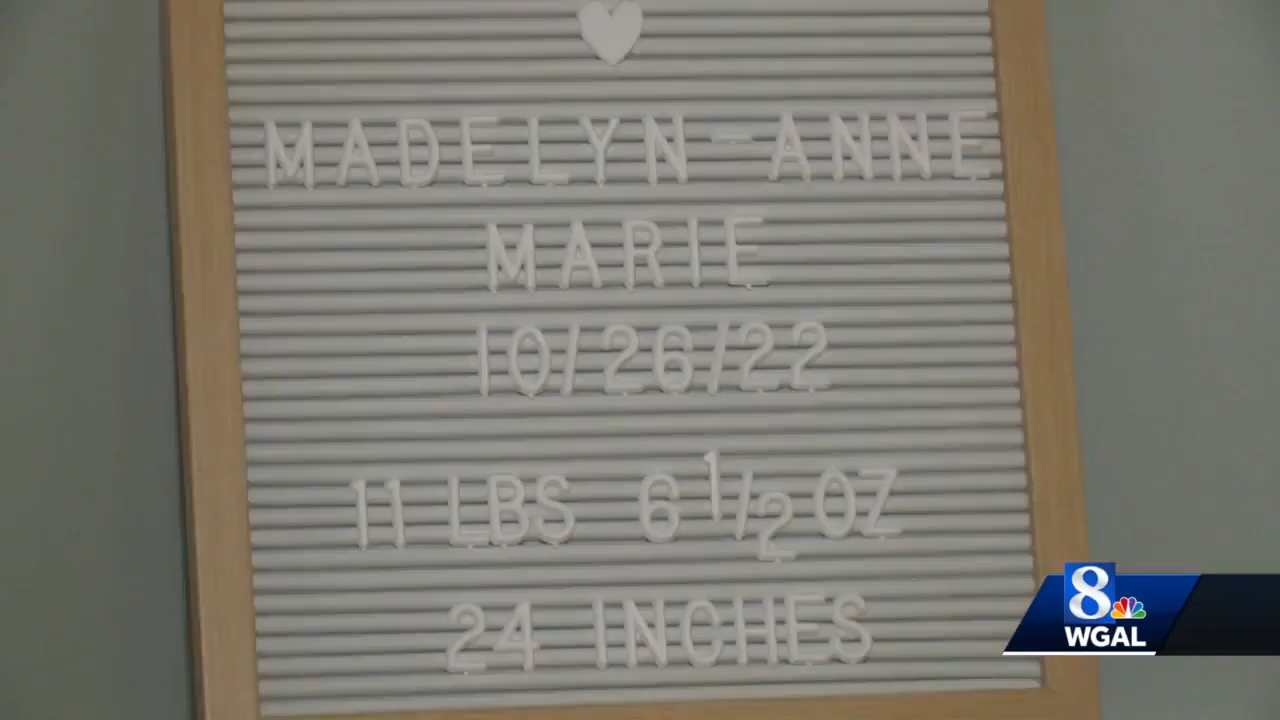 MADELYN-ANNE
MARIE
10/26/22
11 LBS 6 1/2 OZ
24 INCHES
8
WGAL